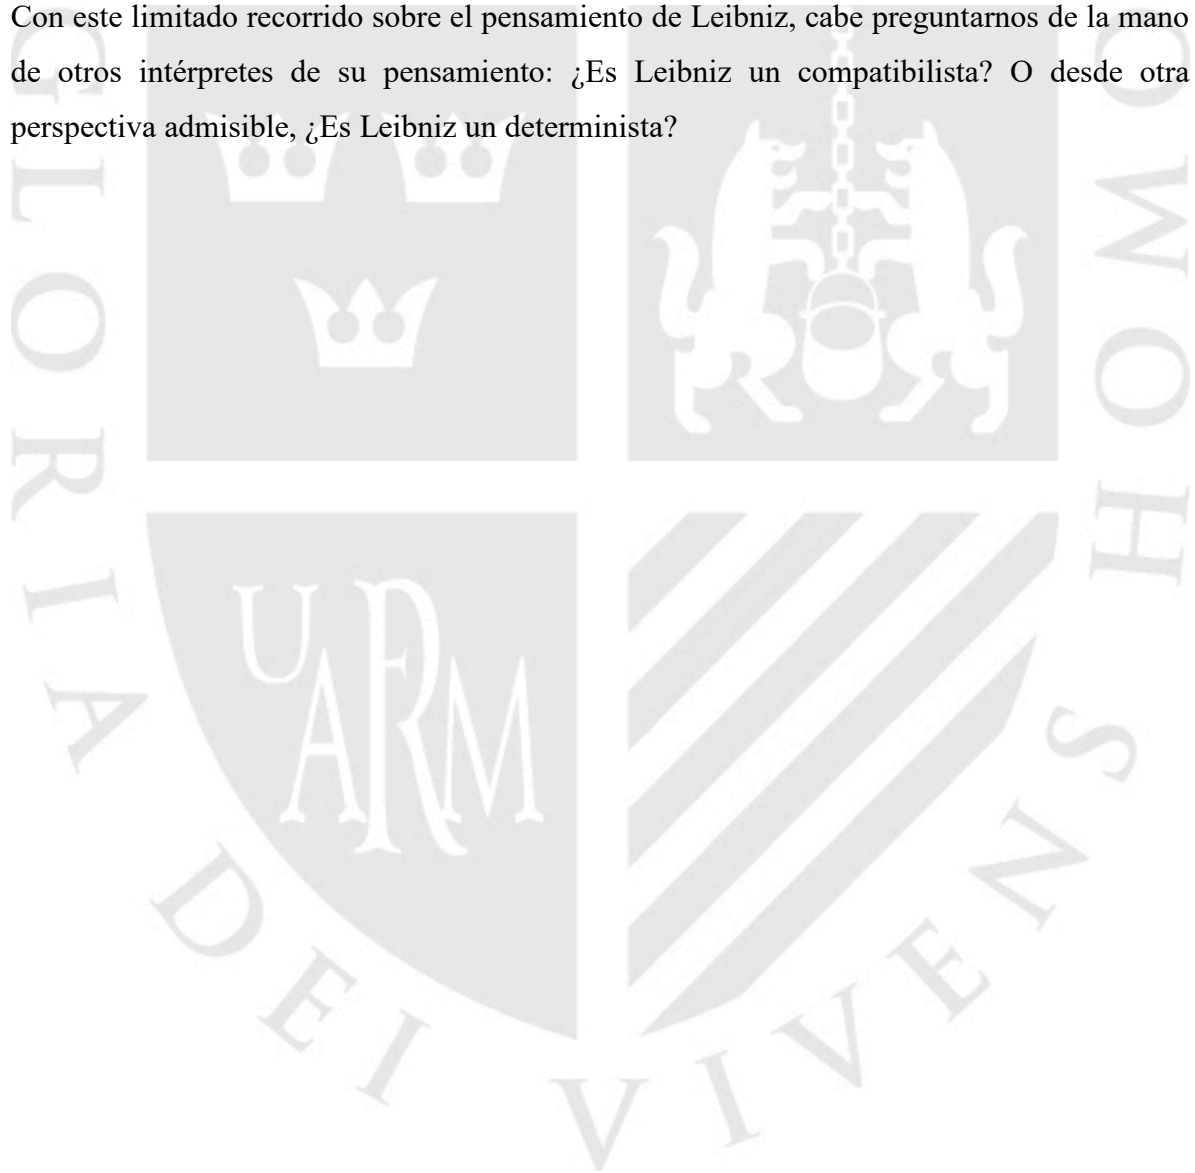 Con este limitado recorrido sobre el pensamiento de Leibniz, cabe preguntarnos de la mano
de otros intérpretes de su pensamiento: ¿Es Leibniz un compatibilista? O desde otra
perspectiva admisible, ¿Es Leibniz un determinista?
UARM
GLORIA DEI VIVENS HOMO